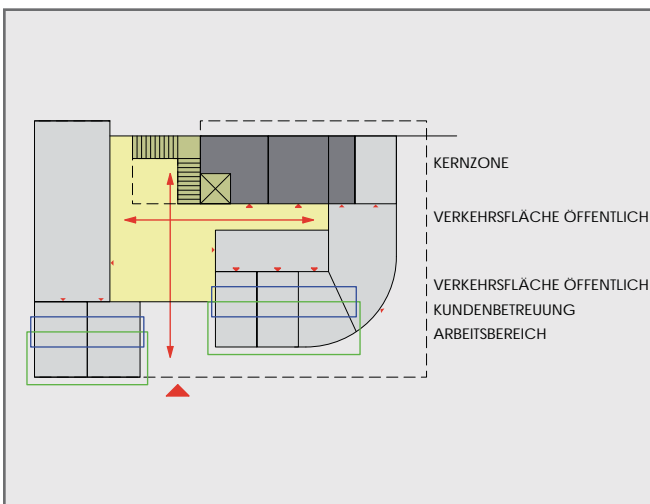 KERNZONE
VERKEHRSFLÄCHE ÖFFENTLICH
VERKEHRSFLÄCHE ÖFFENTLICH
KUNDENBETREUUNG
ARBEITSBEREICH